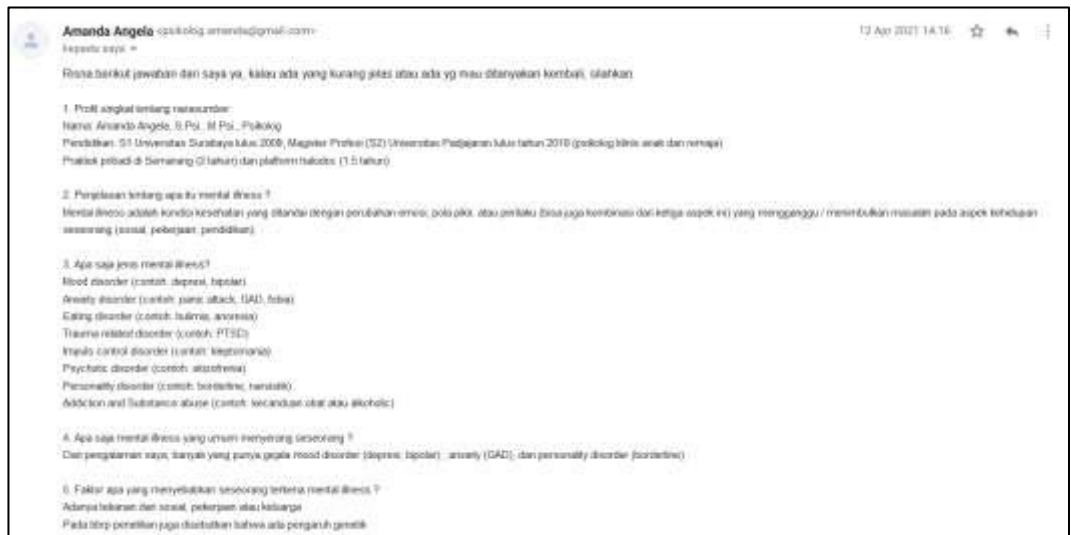 Amanda Angela <psikolog.amanda@gmail.com>
12 Apr 2021 14.16
kepada saya
Risna berikut jawaban dari saya ya, kalau ada yang kurang jelas atau ada yg mau ditanyakan kembali, silahkan
1. Profil singkat tentang narasumber
Nama: Amanda Angela, S.Psi., M.Psi., Psikolog
Pendidikan: S1 Universitas Surabaya lulus 2008, Magister Profesi (S2) Universitas Padjajaran lulus tahun (psikolog klinis anak dan remaja)
Praktek pribadi di Semarang (2 tahun) dan platform halodoc (1.5 tahun)
2. Penjelasan tentang apa itu mental illness ?
Mental illness adalah kondisi kesehatan yang ditandai dengan perubahan emosi, pola pikir, atau perilaku (bisa juga kombinasi dari ketiga aspek ini) yang mengganggu / menimbulkan masalah pada aspek kehidupan
seseorang (sosial, pekerjaan, pendidikan)
3. Apa saja jenis mental illness?
Mood disorder (contoh: depresi, bipolar)
Anxiety disorder (contoh: panic attack, GAD, fobia)
Eating disorder (contoh: bulimia, anorexia)
Trauma related disorder (contoh: PTSD)
Impuls control disorder (contoh: kleptomania)
Psychotic disorder (contoh: skizofrenia)
Personality disorder (contoh: borderline, narsistik)
Addiction and Substance abuse (contoh: kecanduan obat atau alkoholic)
4. Apa saja mental illness yang umum menyerang seseorang ?
Dari pengalaman saya, banyak yang punya gejala mood disorder (depresi, bipolar) , anxiety (GAD), dan personality disorder (borderline)
5. Faktor apa yang menyebabkan seseorang terkena mental illness ?
Adanya tekanan dari sosial, pekerjaan atau keluarga
Pada bbrp penelitian juga disebutkan bahwa ada pengaruh genetik